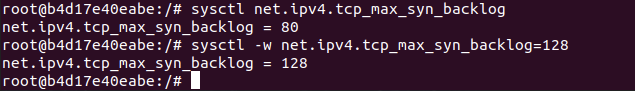 root@b4d17e40eabe:/# sysctl net.ipv4.tcp_max_syn_backlog
net.ipv4.tcp_max_syn_backlog = 80
root@b4d17e40eabe:/# sysctl -w net.ipv4.tcp_max_syn_backlog=128
net.ipv4.tcp_max_syn_backlog = 128
root@b4d17e40eabe:/#